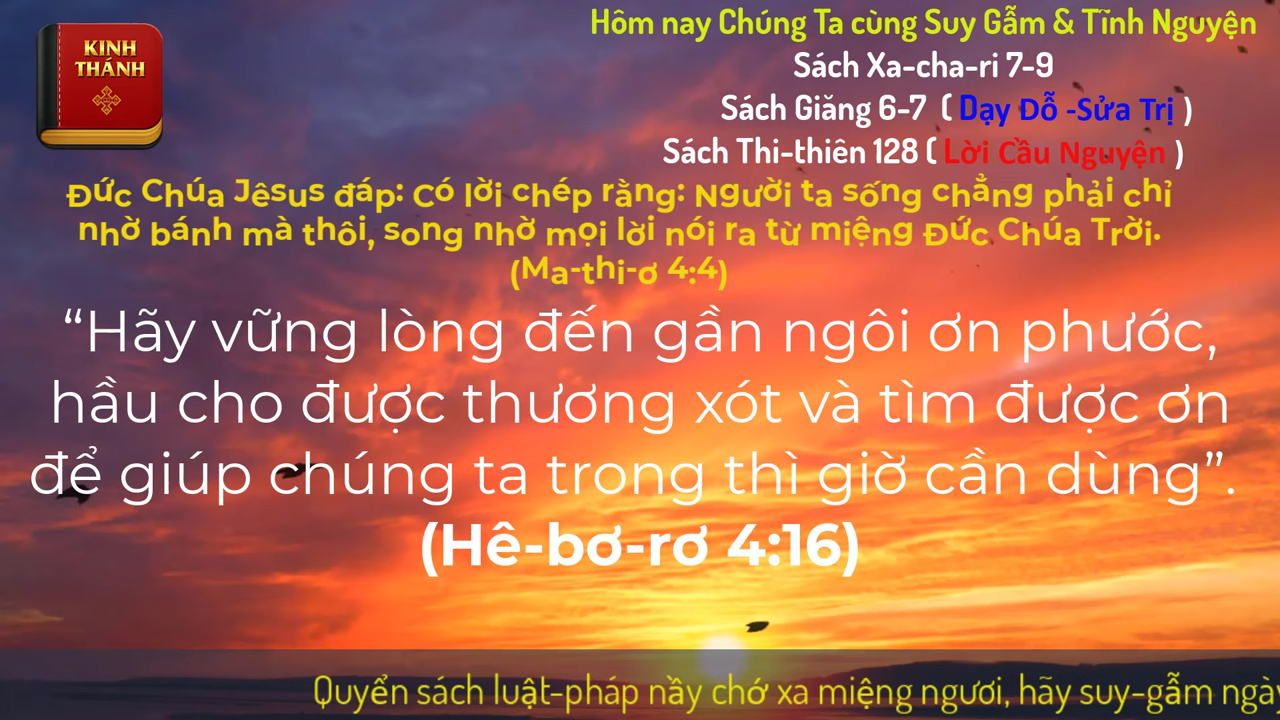 KINH
THÁNH
Hôm nay Chúng Ta cùng Suy Gẫm & Tĩnh Nguyện
Sách Xa-cha-ri 7-9
Sách Giăng 6-7 ( Dạy Đỗ -Sửa Trị )
Sách Thi-thiên 128 ( Lời Cầu Nguyện )
Đức Chúa Jêsus đáp: Có lời chép rằng: Người ta sống chẳng phải chỉ
nhờ bánh mà thôi, song nhờ mọi lời nói ra từ miệng Đức Chúa Trời.
(Ma-thi-ơ 4:4)
“Hãy vững lòng đến gần ngôi ơn phước,
hầu cho được thương xót và tìm được ơn
để giúp chúng ta trong thì giờ cần dùng”.
(Hê-bơ-rơ 4:16)
Quyển sách luật-pháp nầy chớ xa miệng ngươi, hãy suy-gẫm ngày